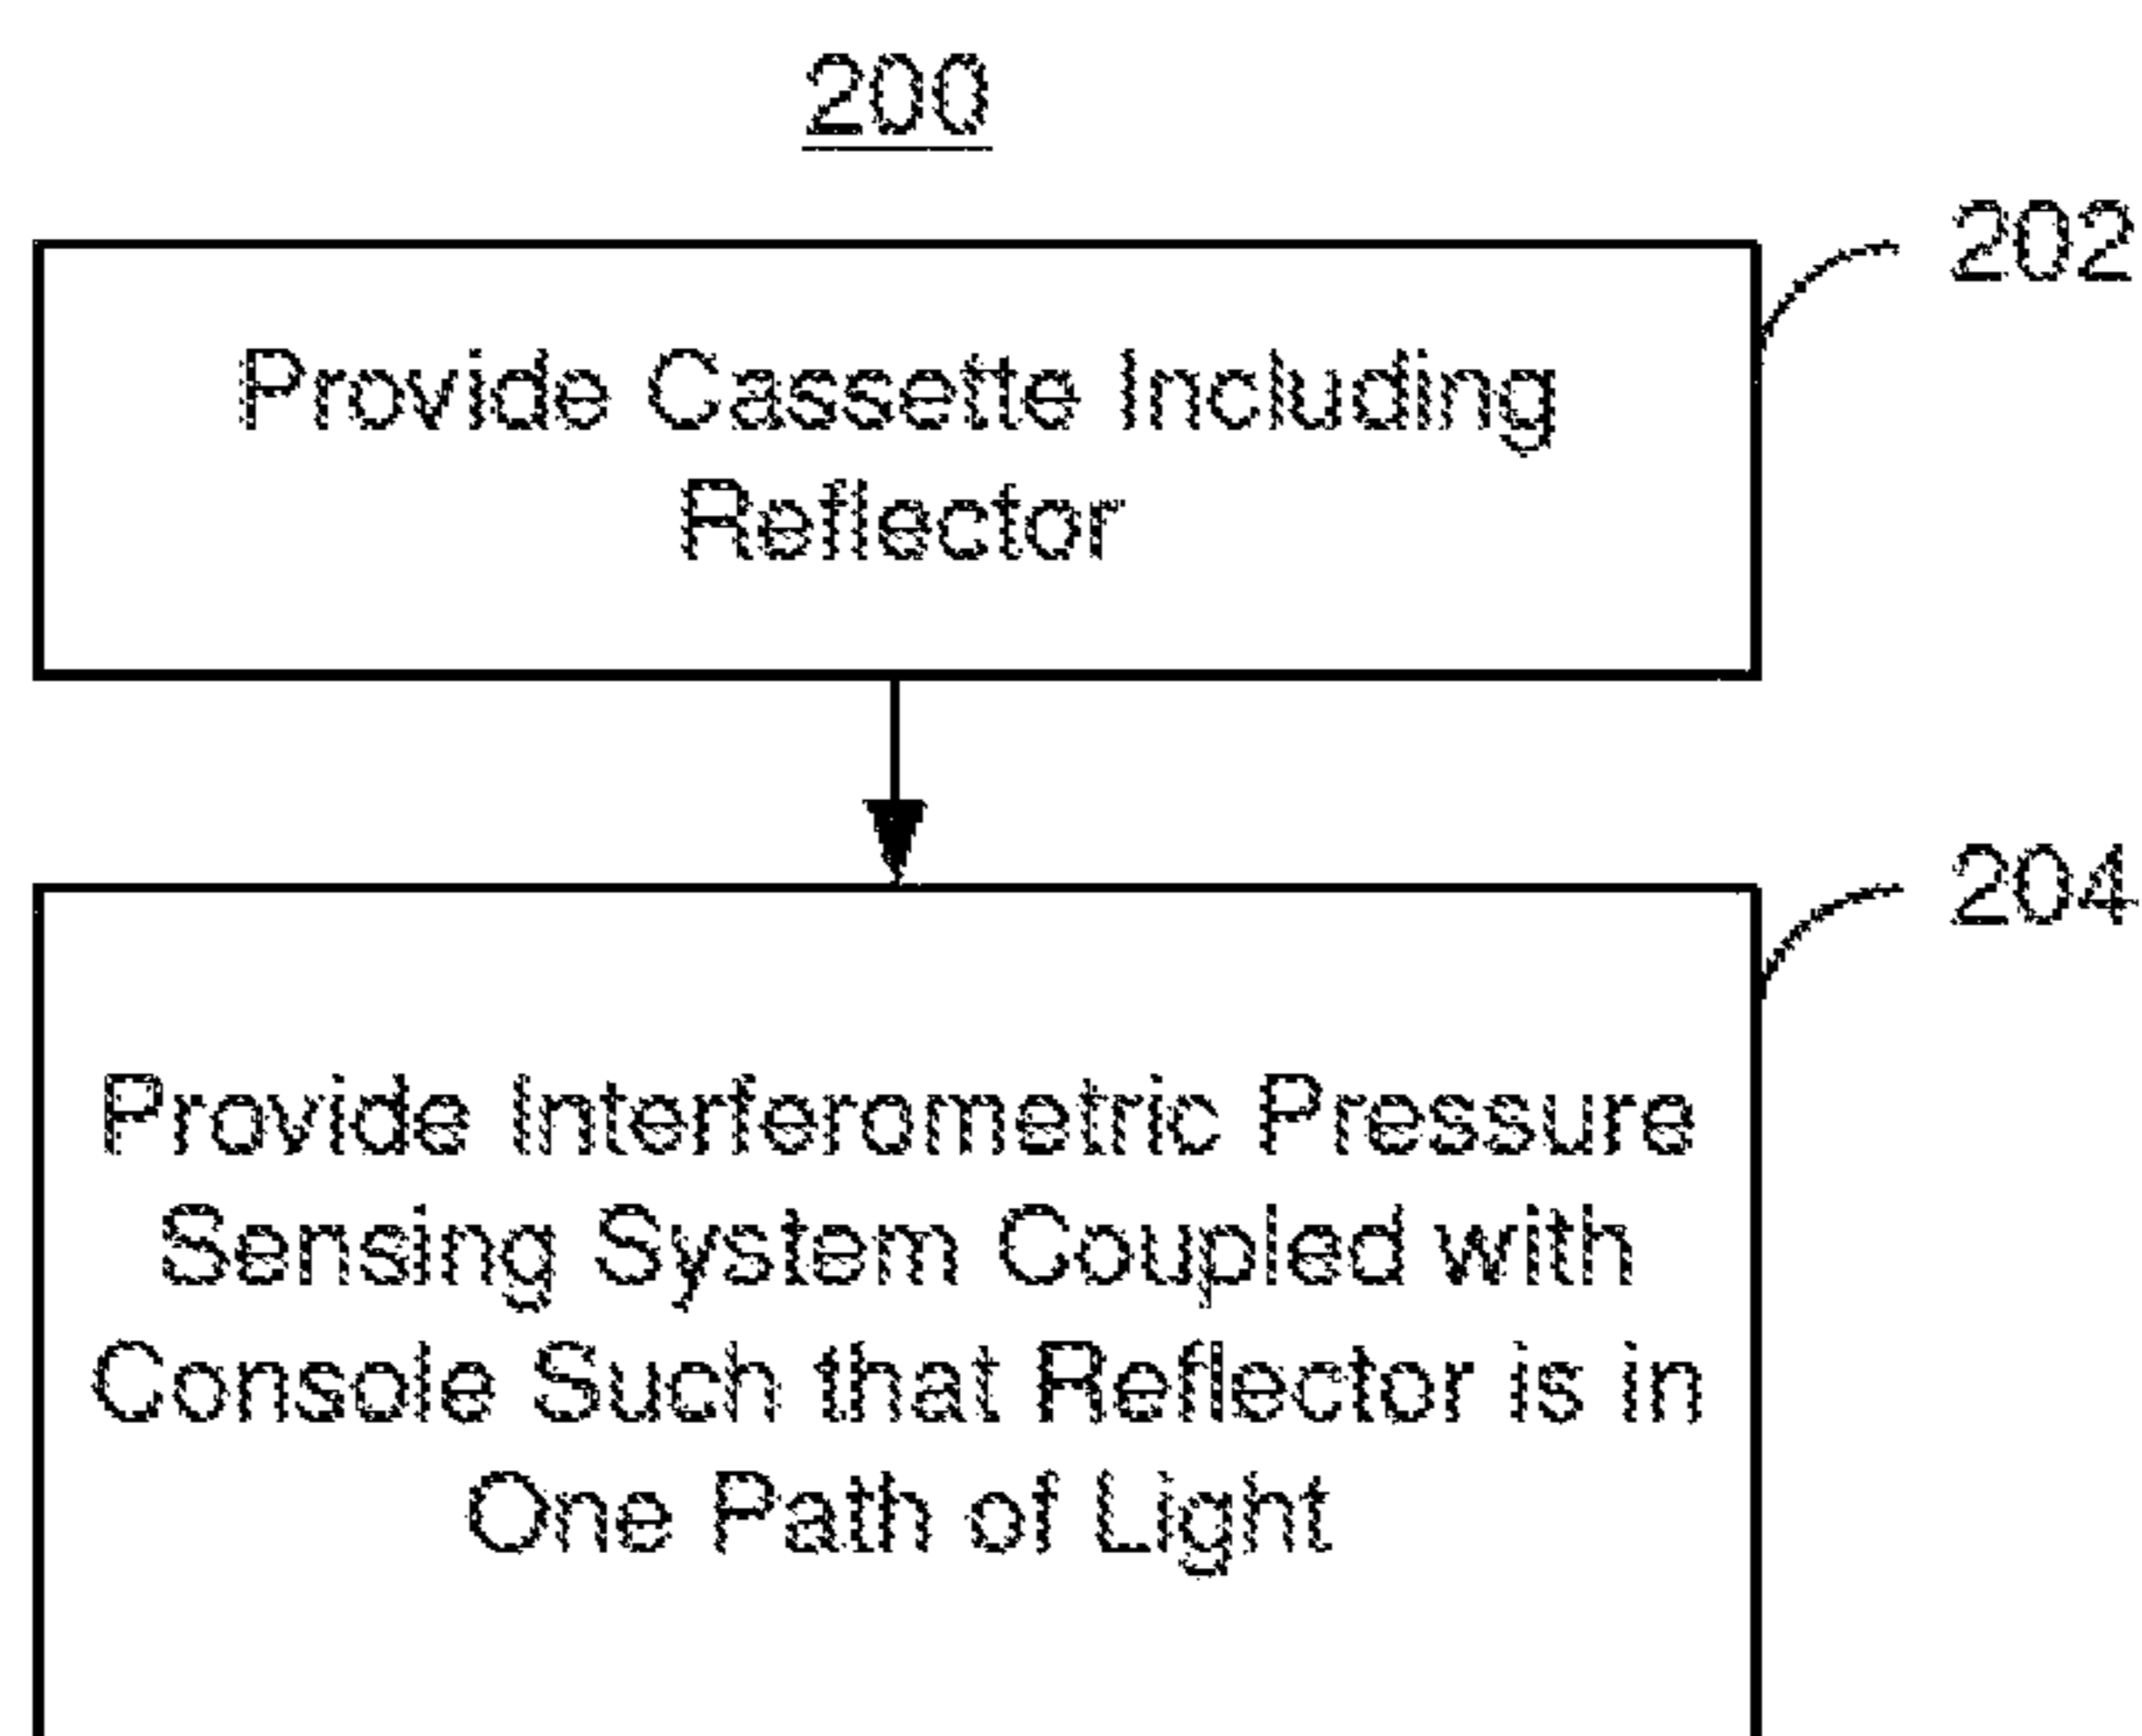 200
202
Provide Cassette Including
Reflector
204
Provide Interferometric Pressure
Sensing System Coupled with
Console Such that Reflector is in
One Path of Light